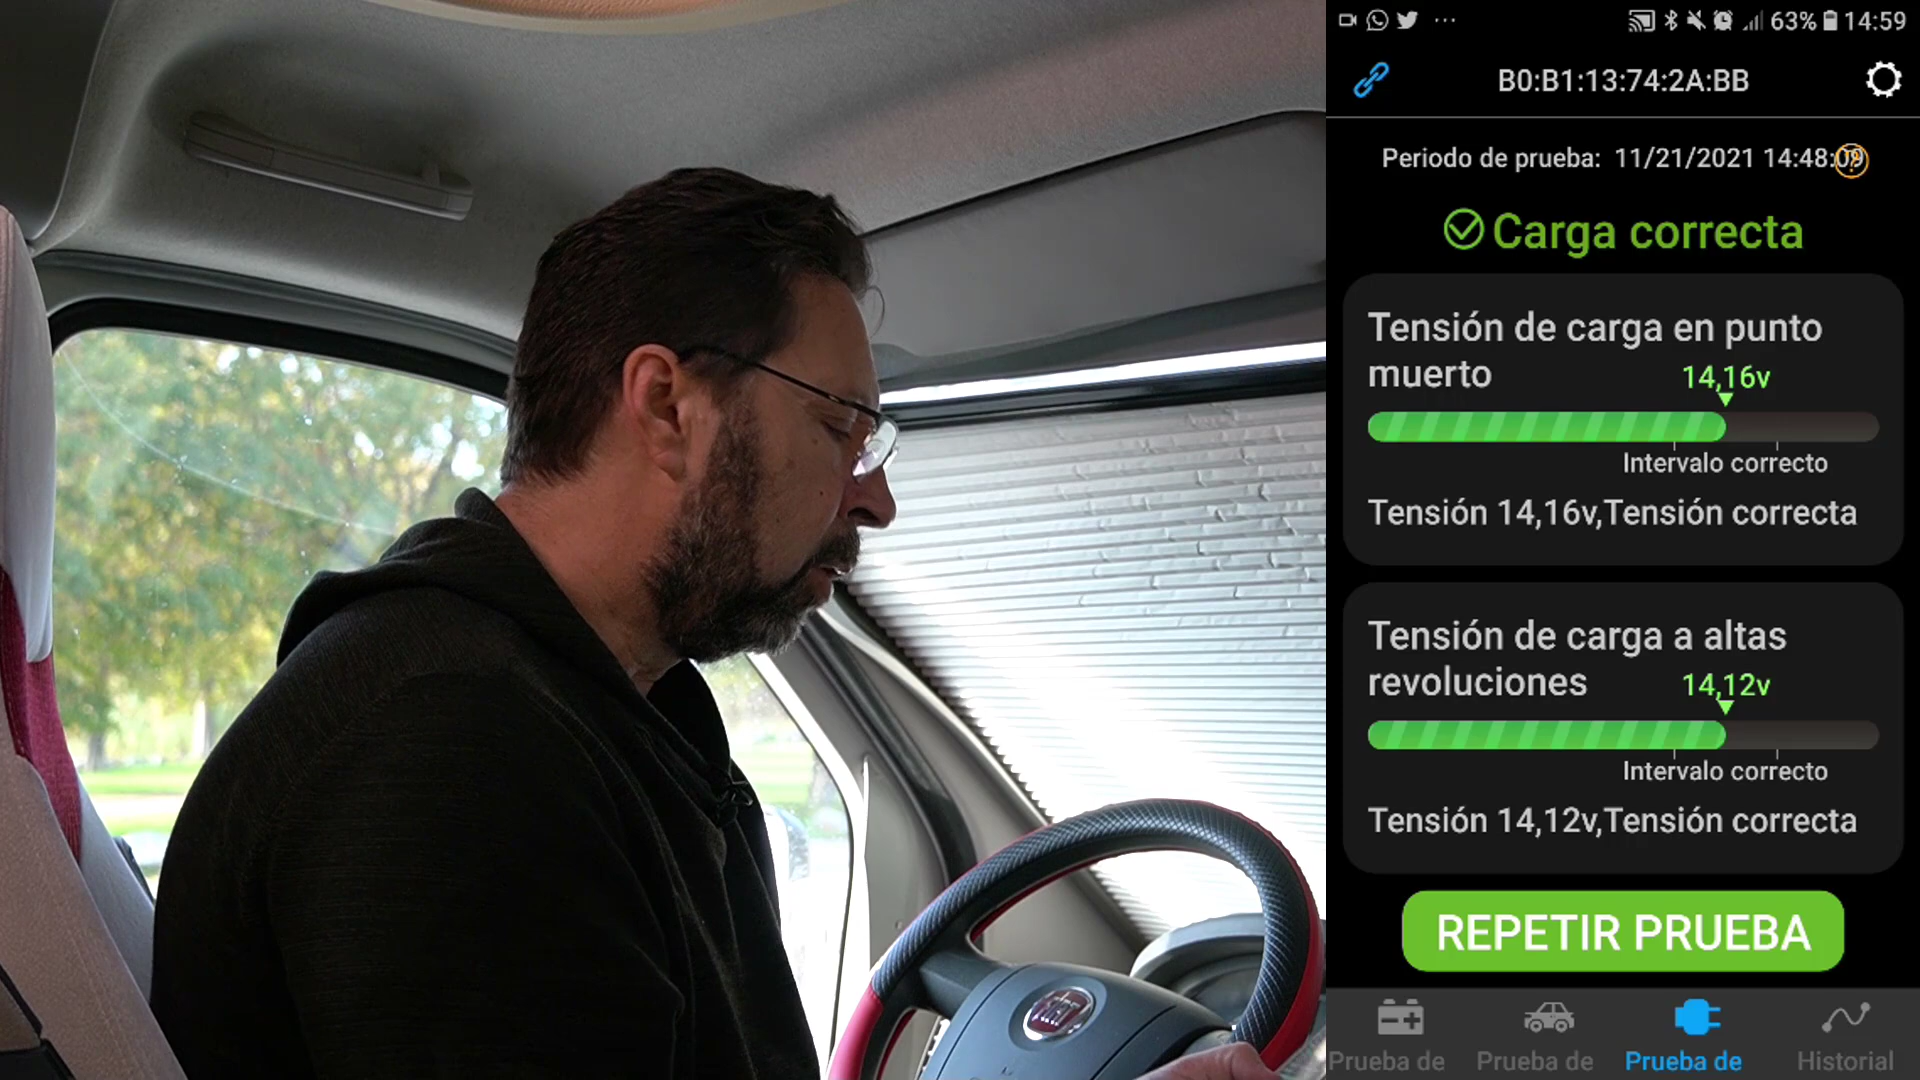 63% 14:59
B0:B1:13:74:2A:BB
Periodo de prueba: 11/21/2021 14:48:09
Carga correcta
Tensión de carga en punto
muerto
14,16v
Intervalo correcto
Tensión 14,16v,Tensión correcta
Tensión de carga a altas
revoluciones
14,12v
Intervalo correcto
Tensión 14,12v,Tensión correcta
REPETIR PRUEBA
Prueba de
Prueba de
Prueba de
Historial
FIAT